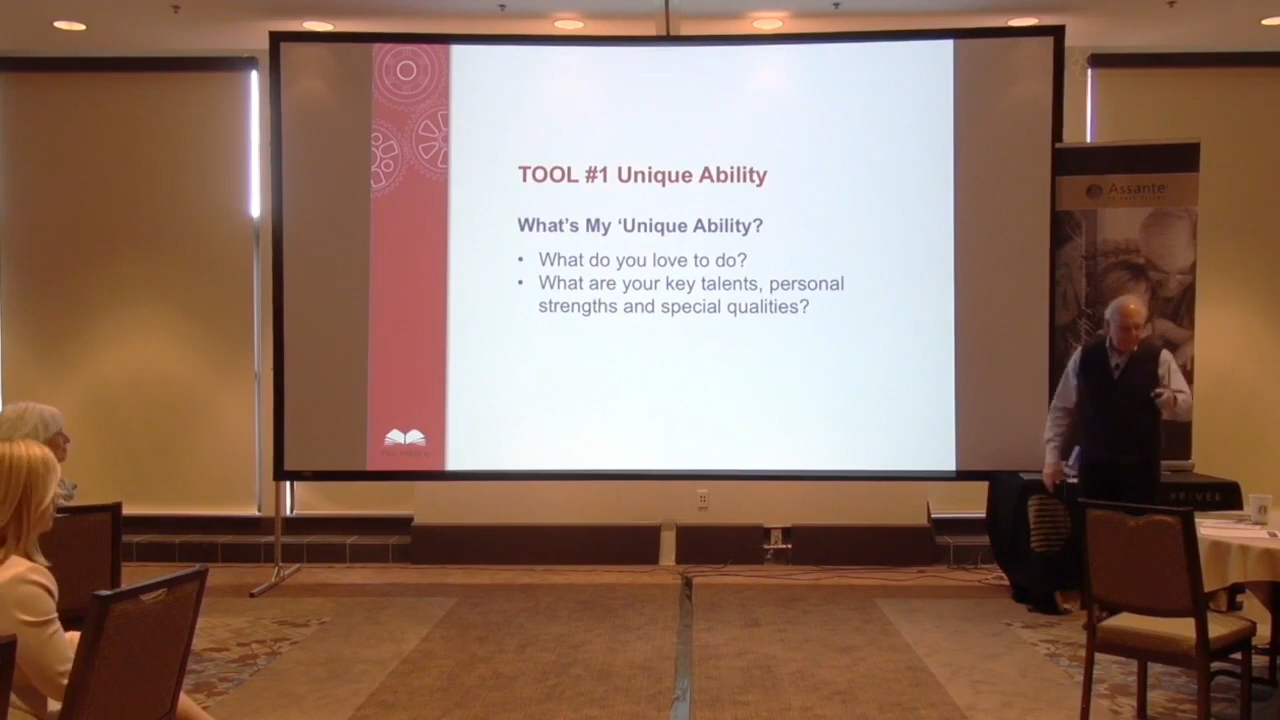 TOOL #1 Unique Ability
What's My ‘Unique Ability?
• What do you love to do?
• What are your key talents, personal
strengths and special qualities?
Assante
PRIVÉE